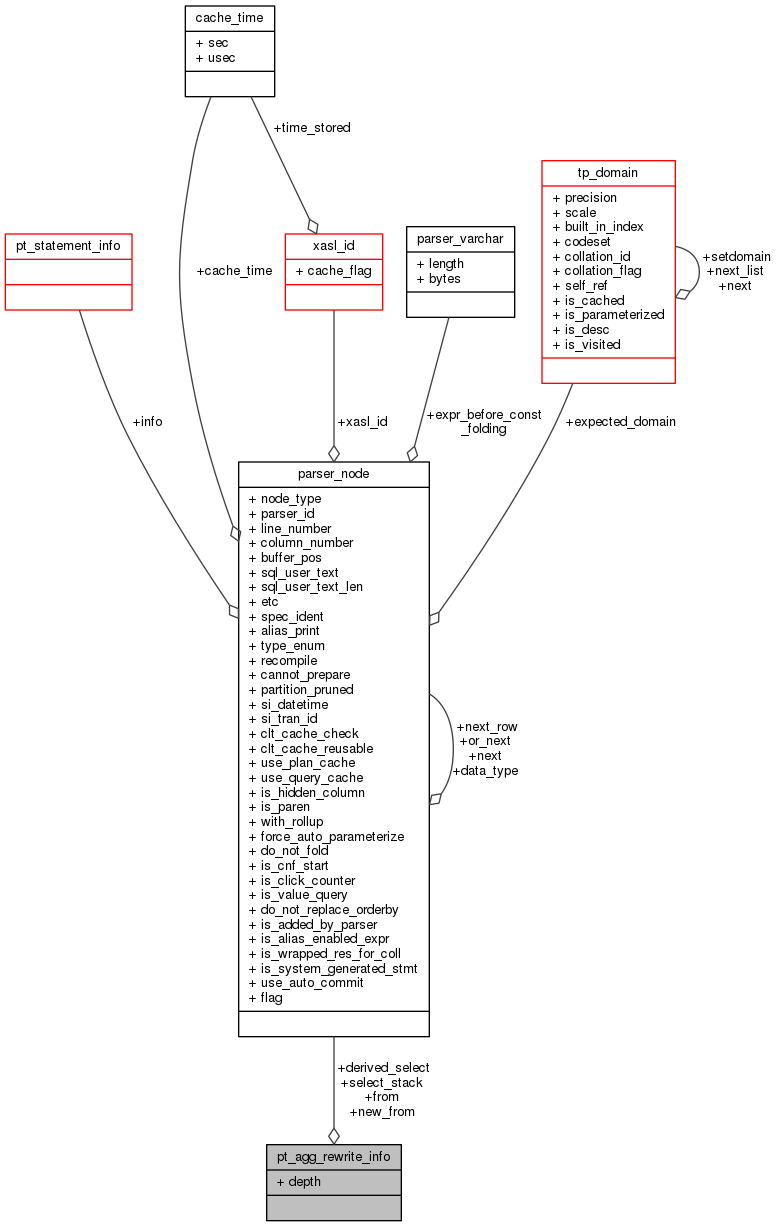 cache_time
+ sec
+ usec
+time_stored
tp_domain
+ precision
+ scale
+ built_in_index
+ codeset
+ collation_id
+ collation_flag
+ self_ref
+ is_cached
+ is_parameterized
+ is_desc
+ is_visited
+setdomain
+next_list
+next
pt_statement_info
xasl_id
+ cache_flag
parser_varchar
+ length
+ bytes
+cache_time
+info
+xasl_id
+expr_before_const
_folding
+expected_domain
parser_node
+ node_type
+ parser_id
+ line_number
+ column_number
+ buffer_pos
+ sql_user_text
+ sql_user_text_len
+ etc
+ spec_ident
+ alias_print
+ type_enum
+ recompile
+ cannot_prepare
+ partition_pruned
+ si_datetime
+ si_tran_id
+ clt_cache_check
+ clt_cache_reusable
+ use_plan_cache
+ use_query_cache
+ is_hidden_column
+ is_paren
+ with_rollup
+ force_auto_parameterize
+ do_not_fold
+ is_cnf_start
+ is_click_counter
+ is_value_query
+ do_not_replace_orderby
+ is_added_by_parser
+ is_alias_enabled_expr
+ is_wrapped_res_for_coll
+ is_system_generated_stmt
+ use_auto_commit
+ flag
+next_row
+or_next
+next
+data_type
+derived_select
+select_stack
+from
+new_from
pt_agg_rewrite_info
+ depth